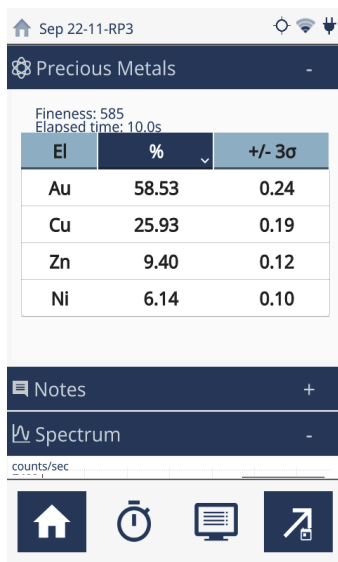 Sep 22-11-RP3
Precious Metals -
Fineness: 585
Elapsed time: 10.0s
El % +/- 3σ
Au 58.53 0.24
Cu 25.93 0.19
Zn 9.40 0.12
Ni 6.14 0.10
Notes +
Spectrum -
counts/sec